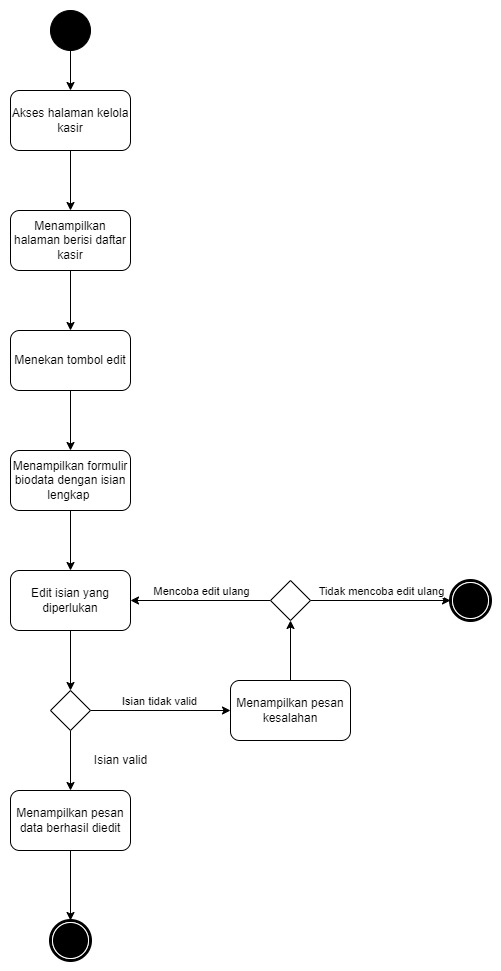 Akses halaman kelola
kasir
Menampilkan
halaman berisi daftar
kasir
Menekan tombol edit
Menampilkan formulir
biodata dengan isian
lengkap
Edit isian yang
diperlukan
Mencoba edit ulang
Tidak mencoba edit ulang
Isian tidak valid
Menampilkan pesan
kesalahan
Isian valid
Menampilkan pesan
data berhasil diedit